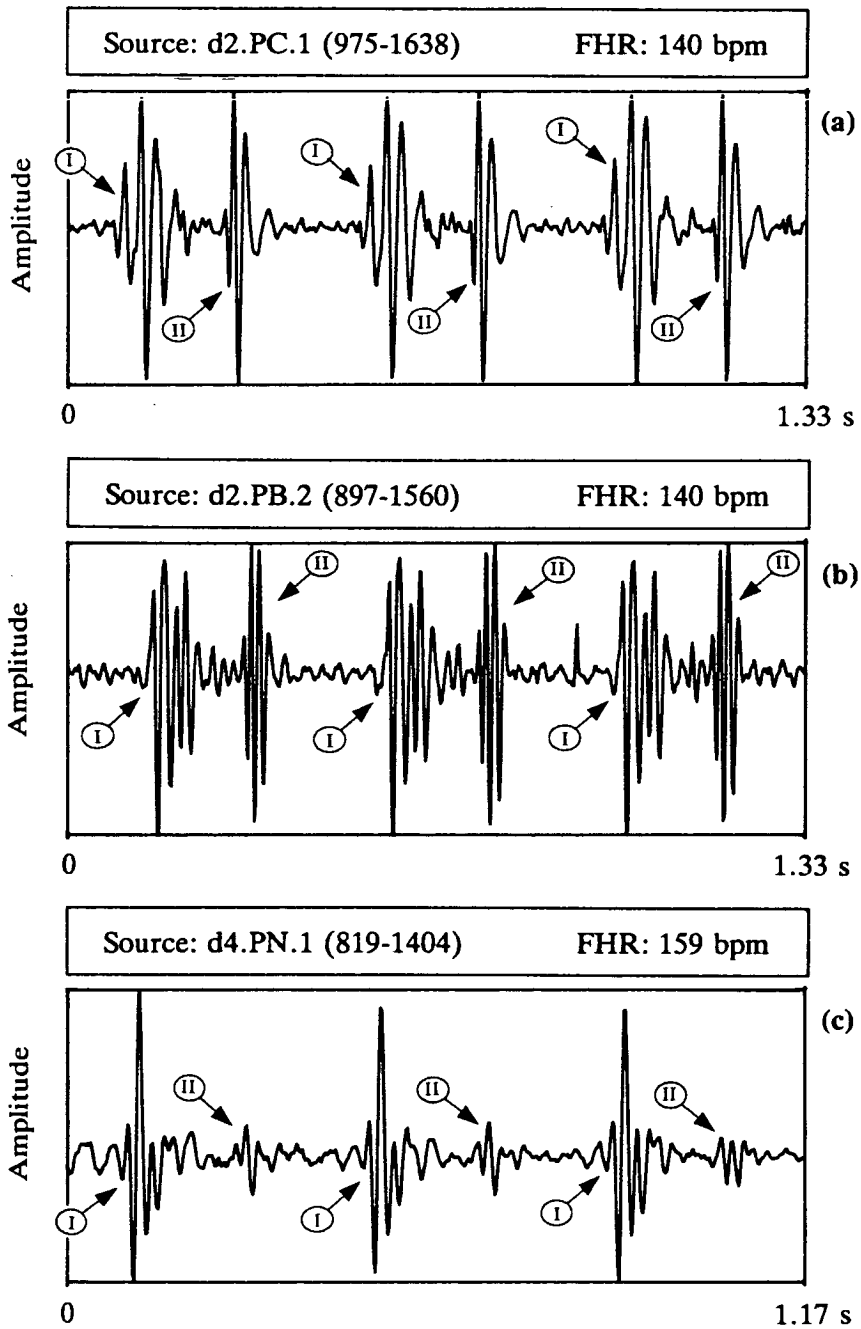 Source: d2.PC.1 (975-1638) FHR: 140 bpm
(a)
Amplitude
I I I
II II II
0 1.33 s
Source: d2.PB.2 (897-1560) FHR: 140 bpm
(b)
Amplitude
II II II
I I I
0 1.33 s
Source: d4.PN.1 (819-1404) FHR: 159 bpm
(c)
Amplitude
II II II
I I I
0 1.17 s